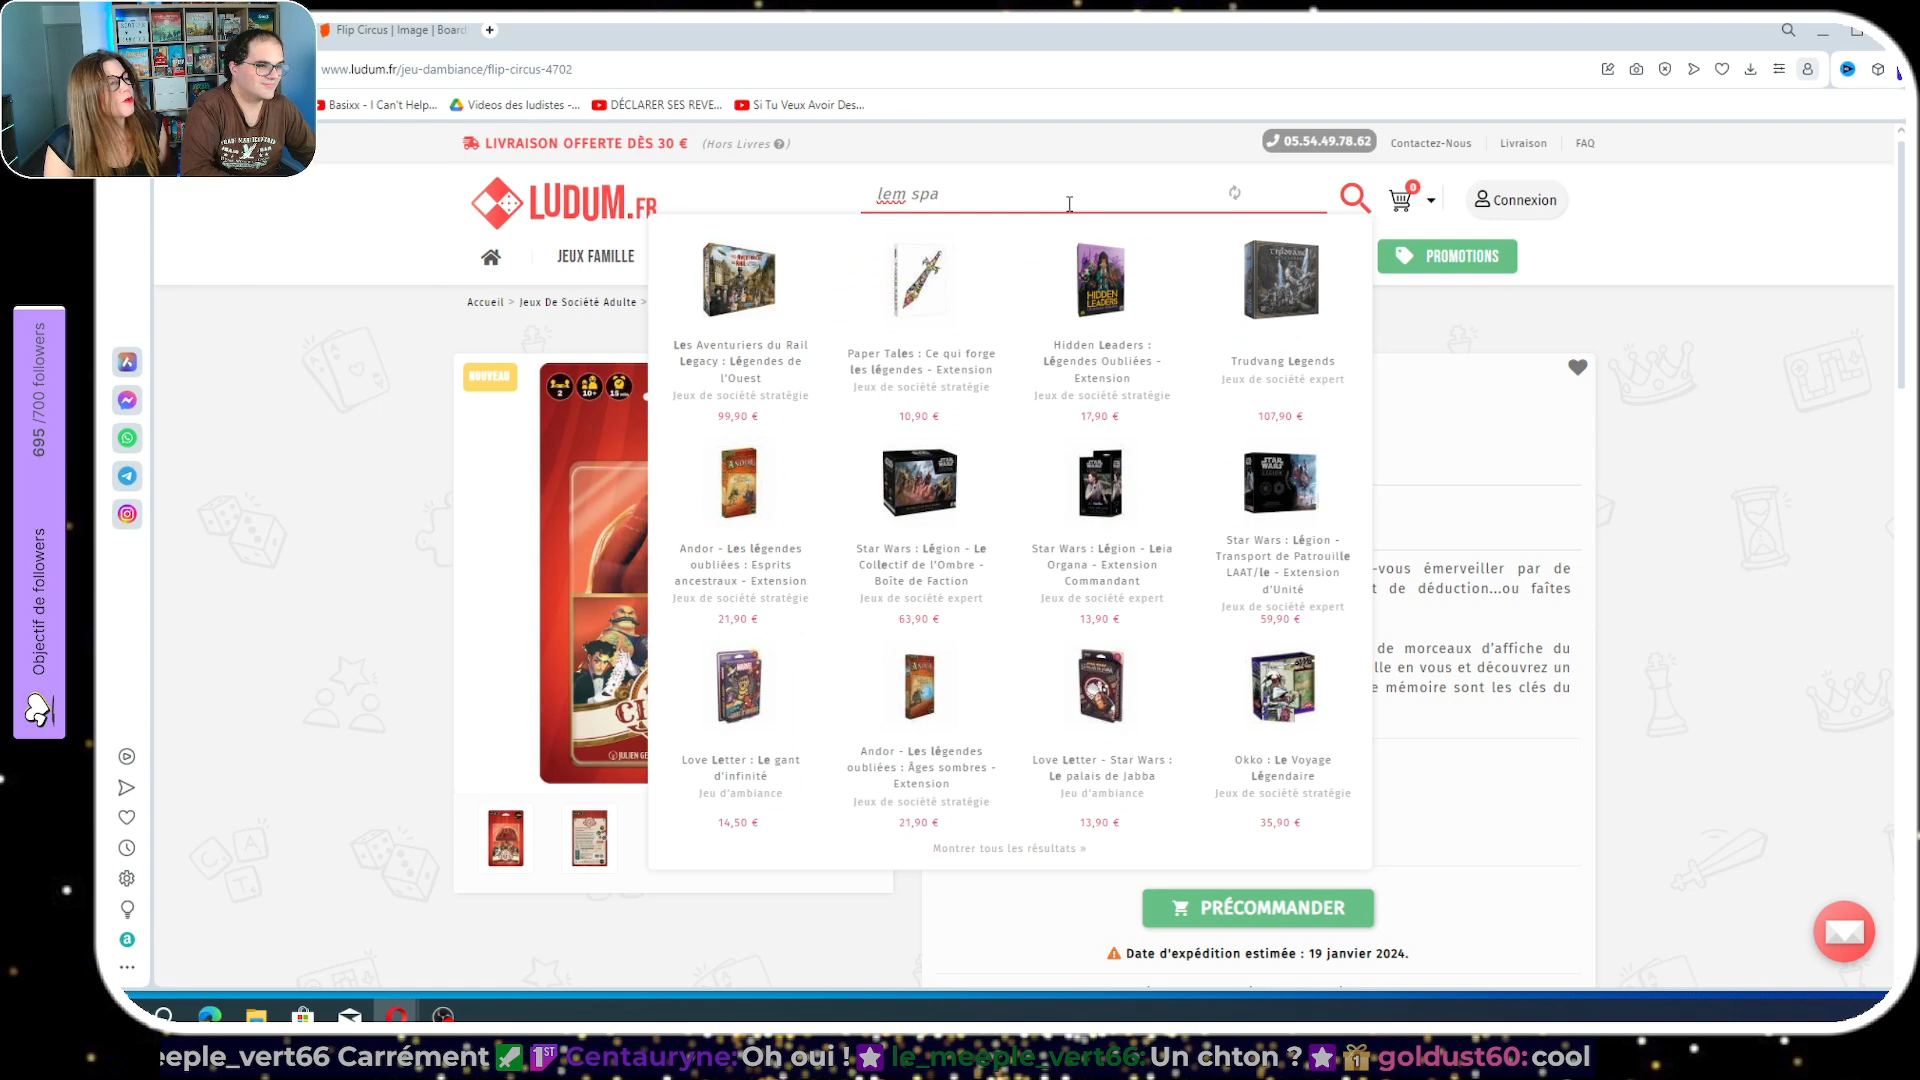 Flip Circus | Image | Board
www.ludum.fr/jeu-dambiance/flip-circus-4702
Basixx - I Can't Help...
Videos des ludistes -...
DÉCLARER SES REVE...
Si Tu Veux Avoir Des...
LIVRAISON OFFERTE DÈS 30 € (Hors Livres)
05.54.49.78.62
Contactez-Nous
Livraison
FAQ
LUDUM.FR
lem spa
0
Connexion
JEUX FAMILLE
PROMOTIONS
Accueil > Jeux De Société Adulte >
NOUVEAU
2
10+
15 min
Les Aventuriers du Rail
Legacy : Légendes de
l'Ouest
Jeux de société stratégie
99,90 €
Paper Tales : Ce qui forge
les légendes - Extension
Jeux de société stratégie
10,90 €
HIDDEN
LEADERS
Hidden Leaders :
Légendes Oubliées -
Extension
Jeux de société stratégie
17,90 €
Trudvang Legends
Jeux de société expert
107,90 €
ANDOR
Andor - Les légendes
oubliées : Esprits
ancestraux - Extension
Jeux de société stratégie
21,90 €
Star Wars : Légion - Le
Collectif de l'Ombre -
Boîte de Faction
Jeux de société expert
63,90 €
Star Wars : Légion - Leia
Organa - Extension
Commandant
Jeux de société expert
13,90 €
Star Wars : Légion -
Transport de Patrouille
LAAT/le - Extension
d'Unité
Jeux de société expert
59,90 €
Love Letter : Le gant
d'infinité
Jeu d'ambiance
14,50 €
Andor - Les légendes
oubliées : Âges sombres -
Extension
Jeux de société stratégie
21,90 €
Love Letter - Star Wars :
Le palais de Jabba
Jeu d'ambiance
13,90 €
Okko : Le Voyage
Légendaire
Jeux de société stratégie
35,90 €
Montrer tous les résultats »
-vous émerveiller par de
t de déduction...ou faîtes
de morceaux d'affiche du
lle en vous et découvrez un
e mémoire sont les clés du
PRÉCOMMANDER
Date d'expédition estimée : 19 janvier 2024.
Objectif de followers
695 /700 followers
eeple_vert66 Carrément 1ST Centauryne: Oh oui ! le_meeple_vert66: Un chton ? 1 goldust60: cool